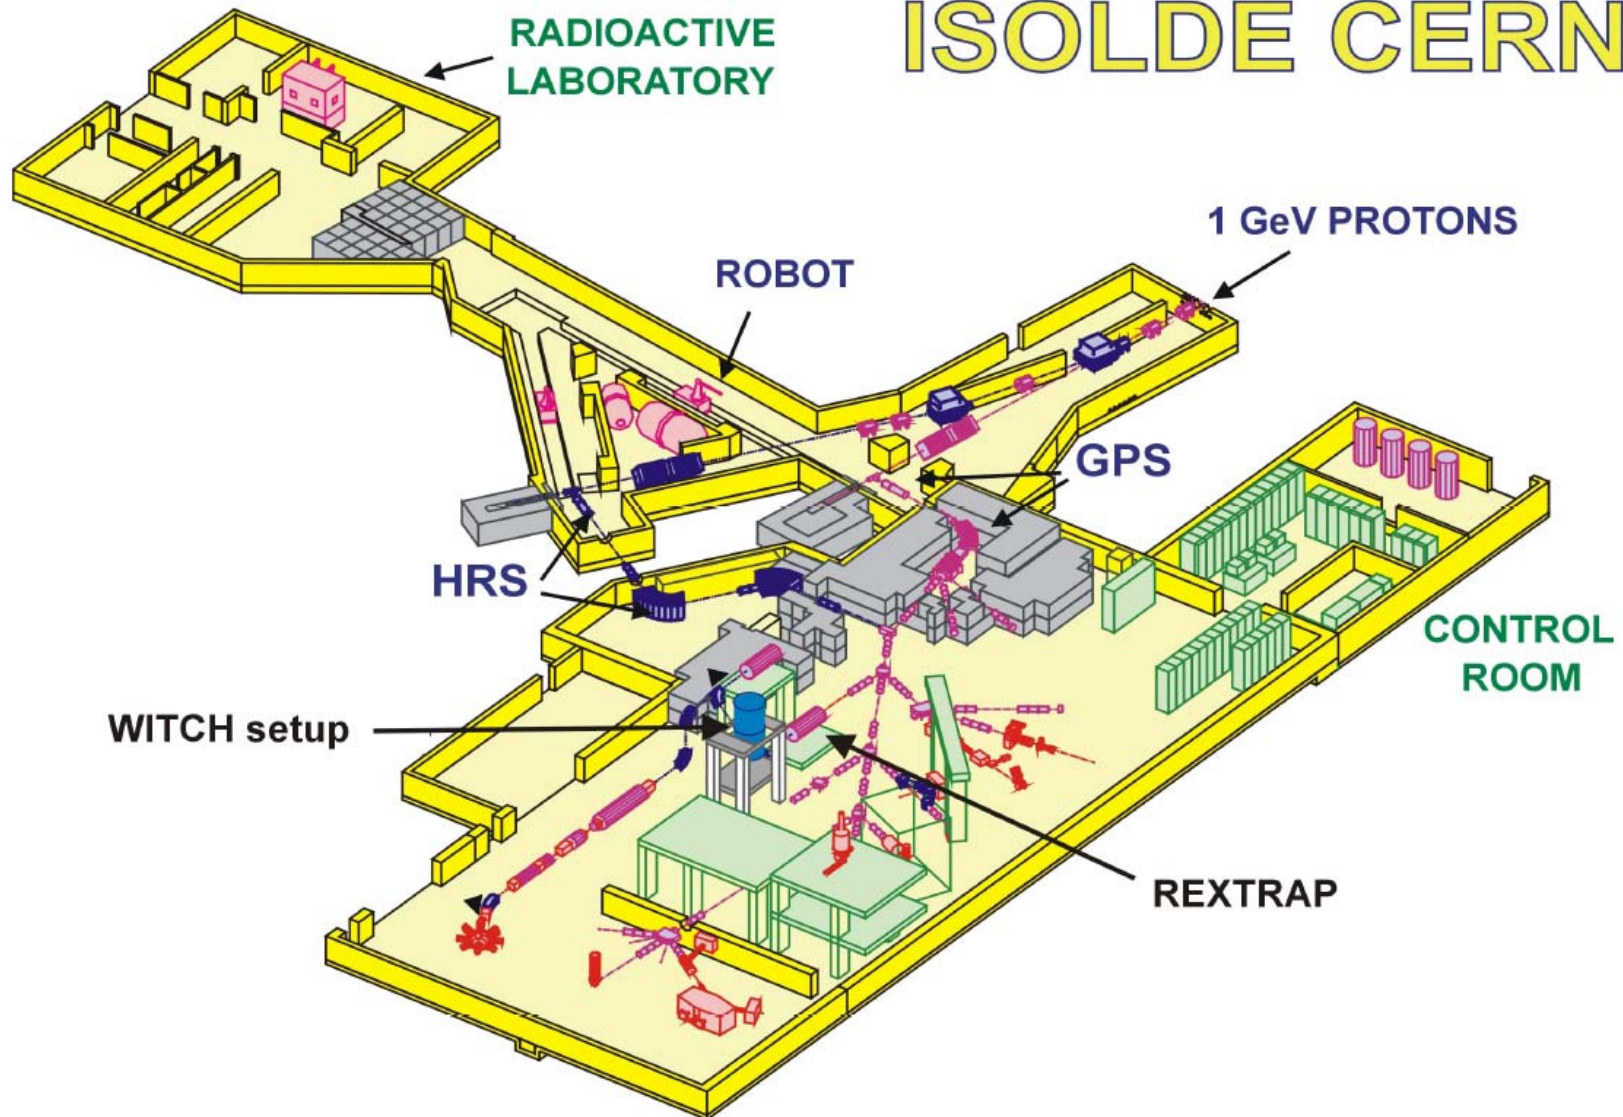 ISOLDE CERN
RADIOACTIVE
LABORATORY
1 GeV PROTONS
ROBOT
GPS
HRS
CONTROL
ROOM
WITCH setup
REXTRAP